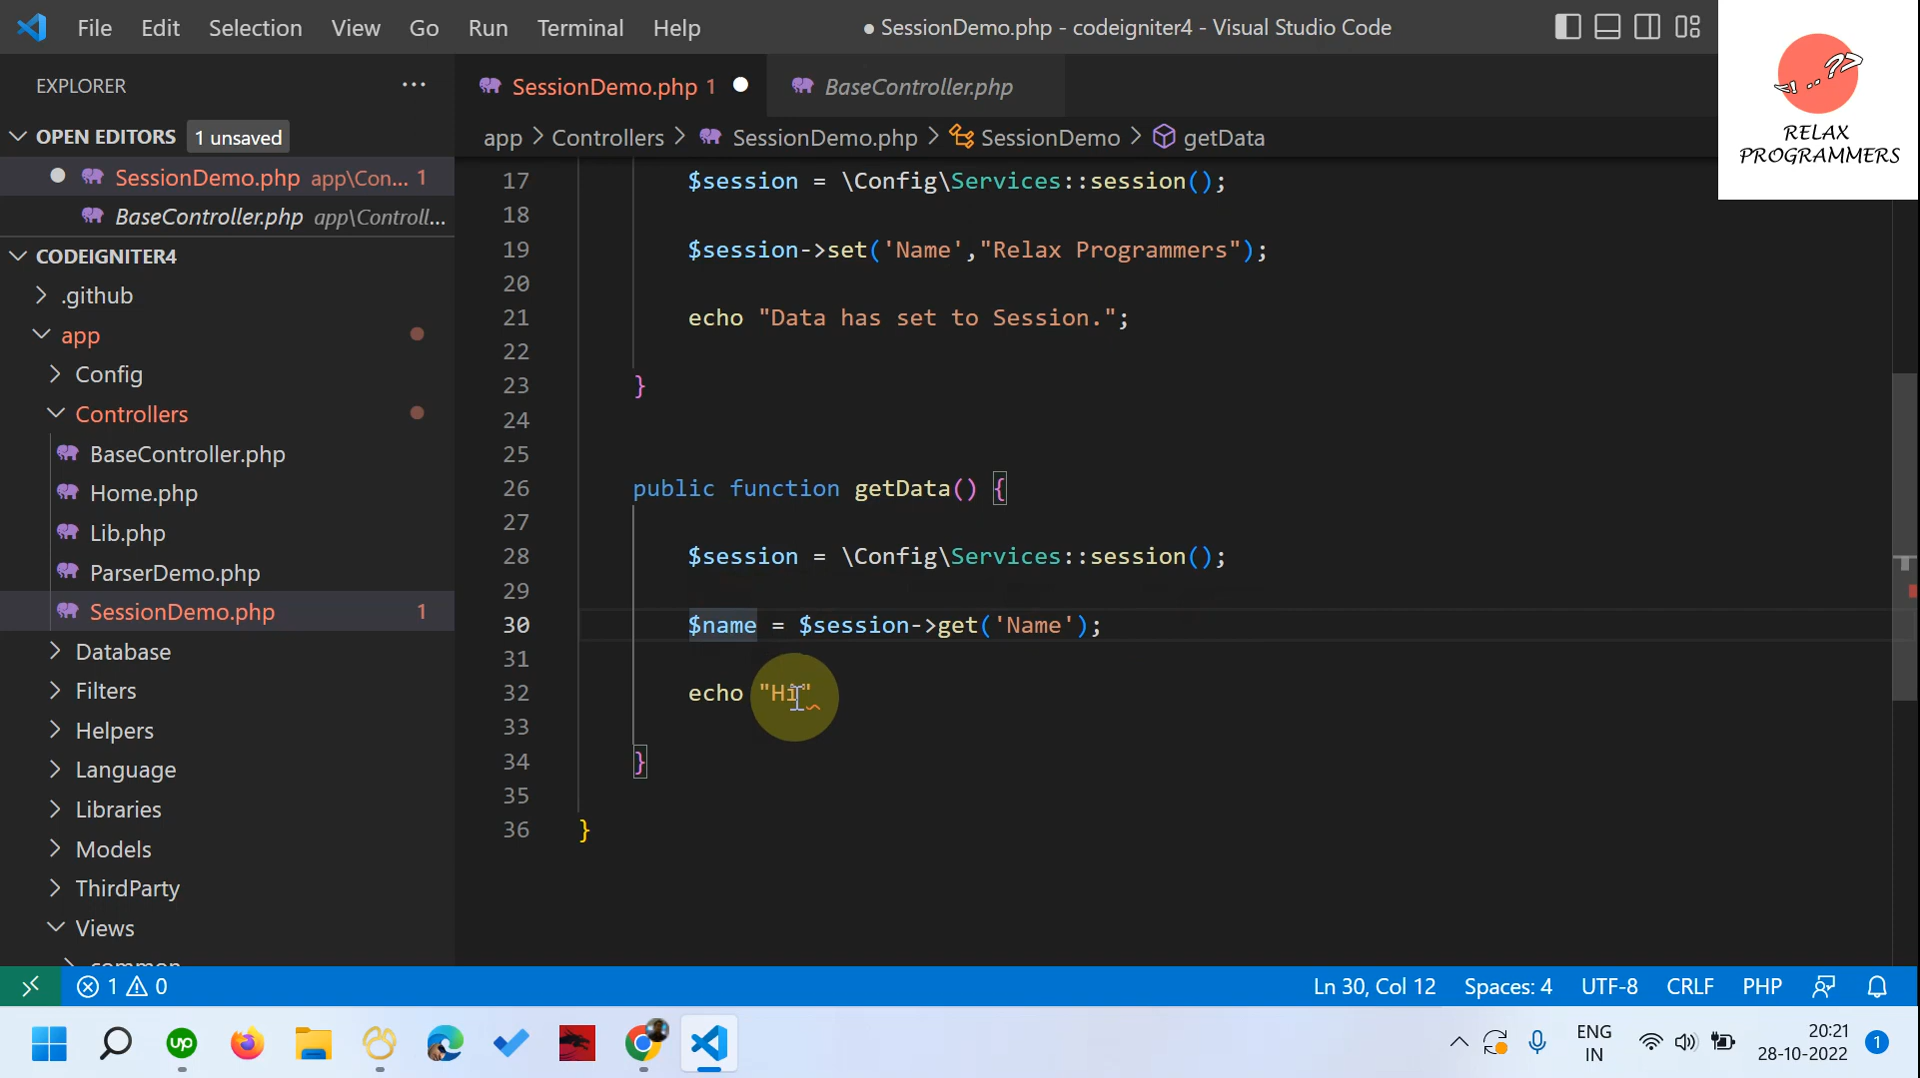 File Edit Selection View Go Run Terminal Help
● SessionDemo.php - codeigniter4 - Visual Studio Code
<!..??>
RELAX
PROGRAMMERS
EXPLORER ...
SessionDemo.php 1
BaseController.php
OPEN EDITORS 1 unsaved
app > Controllers > SessionDemo.php > SessionDemo > getData
SessionDemo.php app\Con... 1
BaseController.php app\Controll...
CODEIGNITER4
.github
app
Config
Controllers
BaseController.php
Home.php
Lib.php
ParserDemo.php
SessionDemo.php 1
Database
Filters
Helpers
Language
Libraries
Models
ThirdParty
Views
common
17 $session = \Config\Services::session();
18
19 $session->set('Name',"Relax Programmers");
20
21 echo "Data has set to Session.";
22
23 }
24
25
26 public function getData() {
27
28 $session = \Config\Services::session();
29
30 $name = $session->get('Name');
31
32 echo "Hi"
33
34 }
35
36 }
1 0
Ln 30, Col 12 Spaces: 4 UTF-8 CRLF PHP
up
ENG
IN
20:21
28-10-2022
1